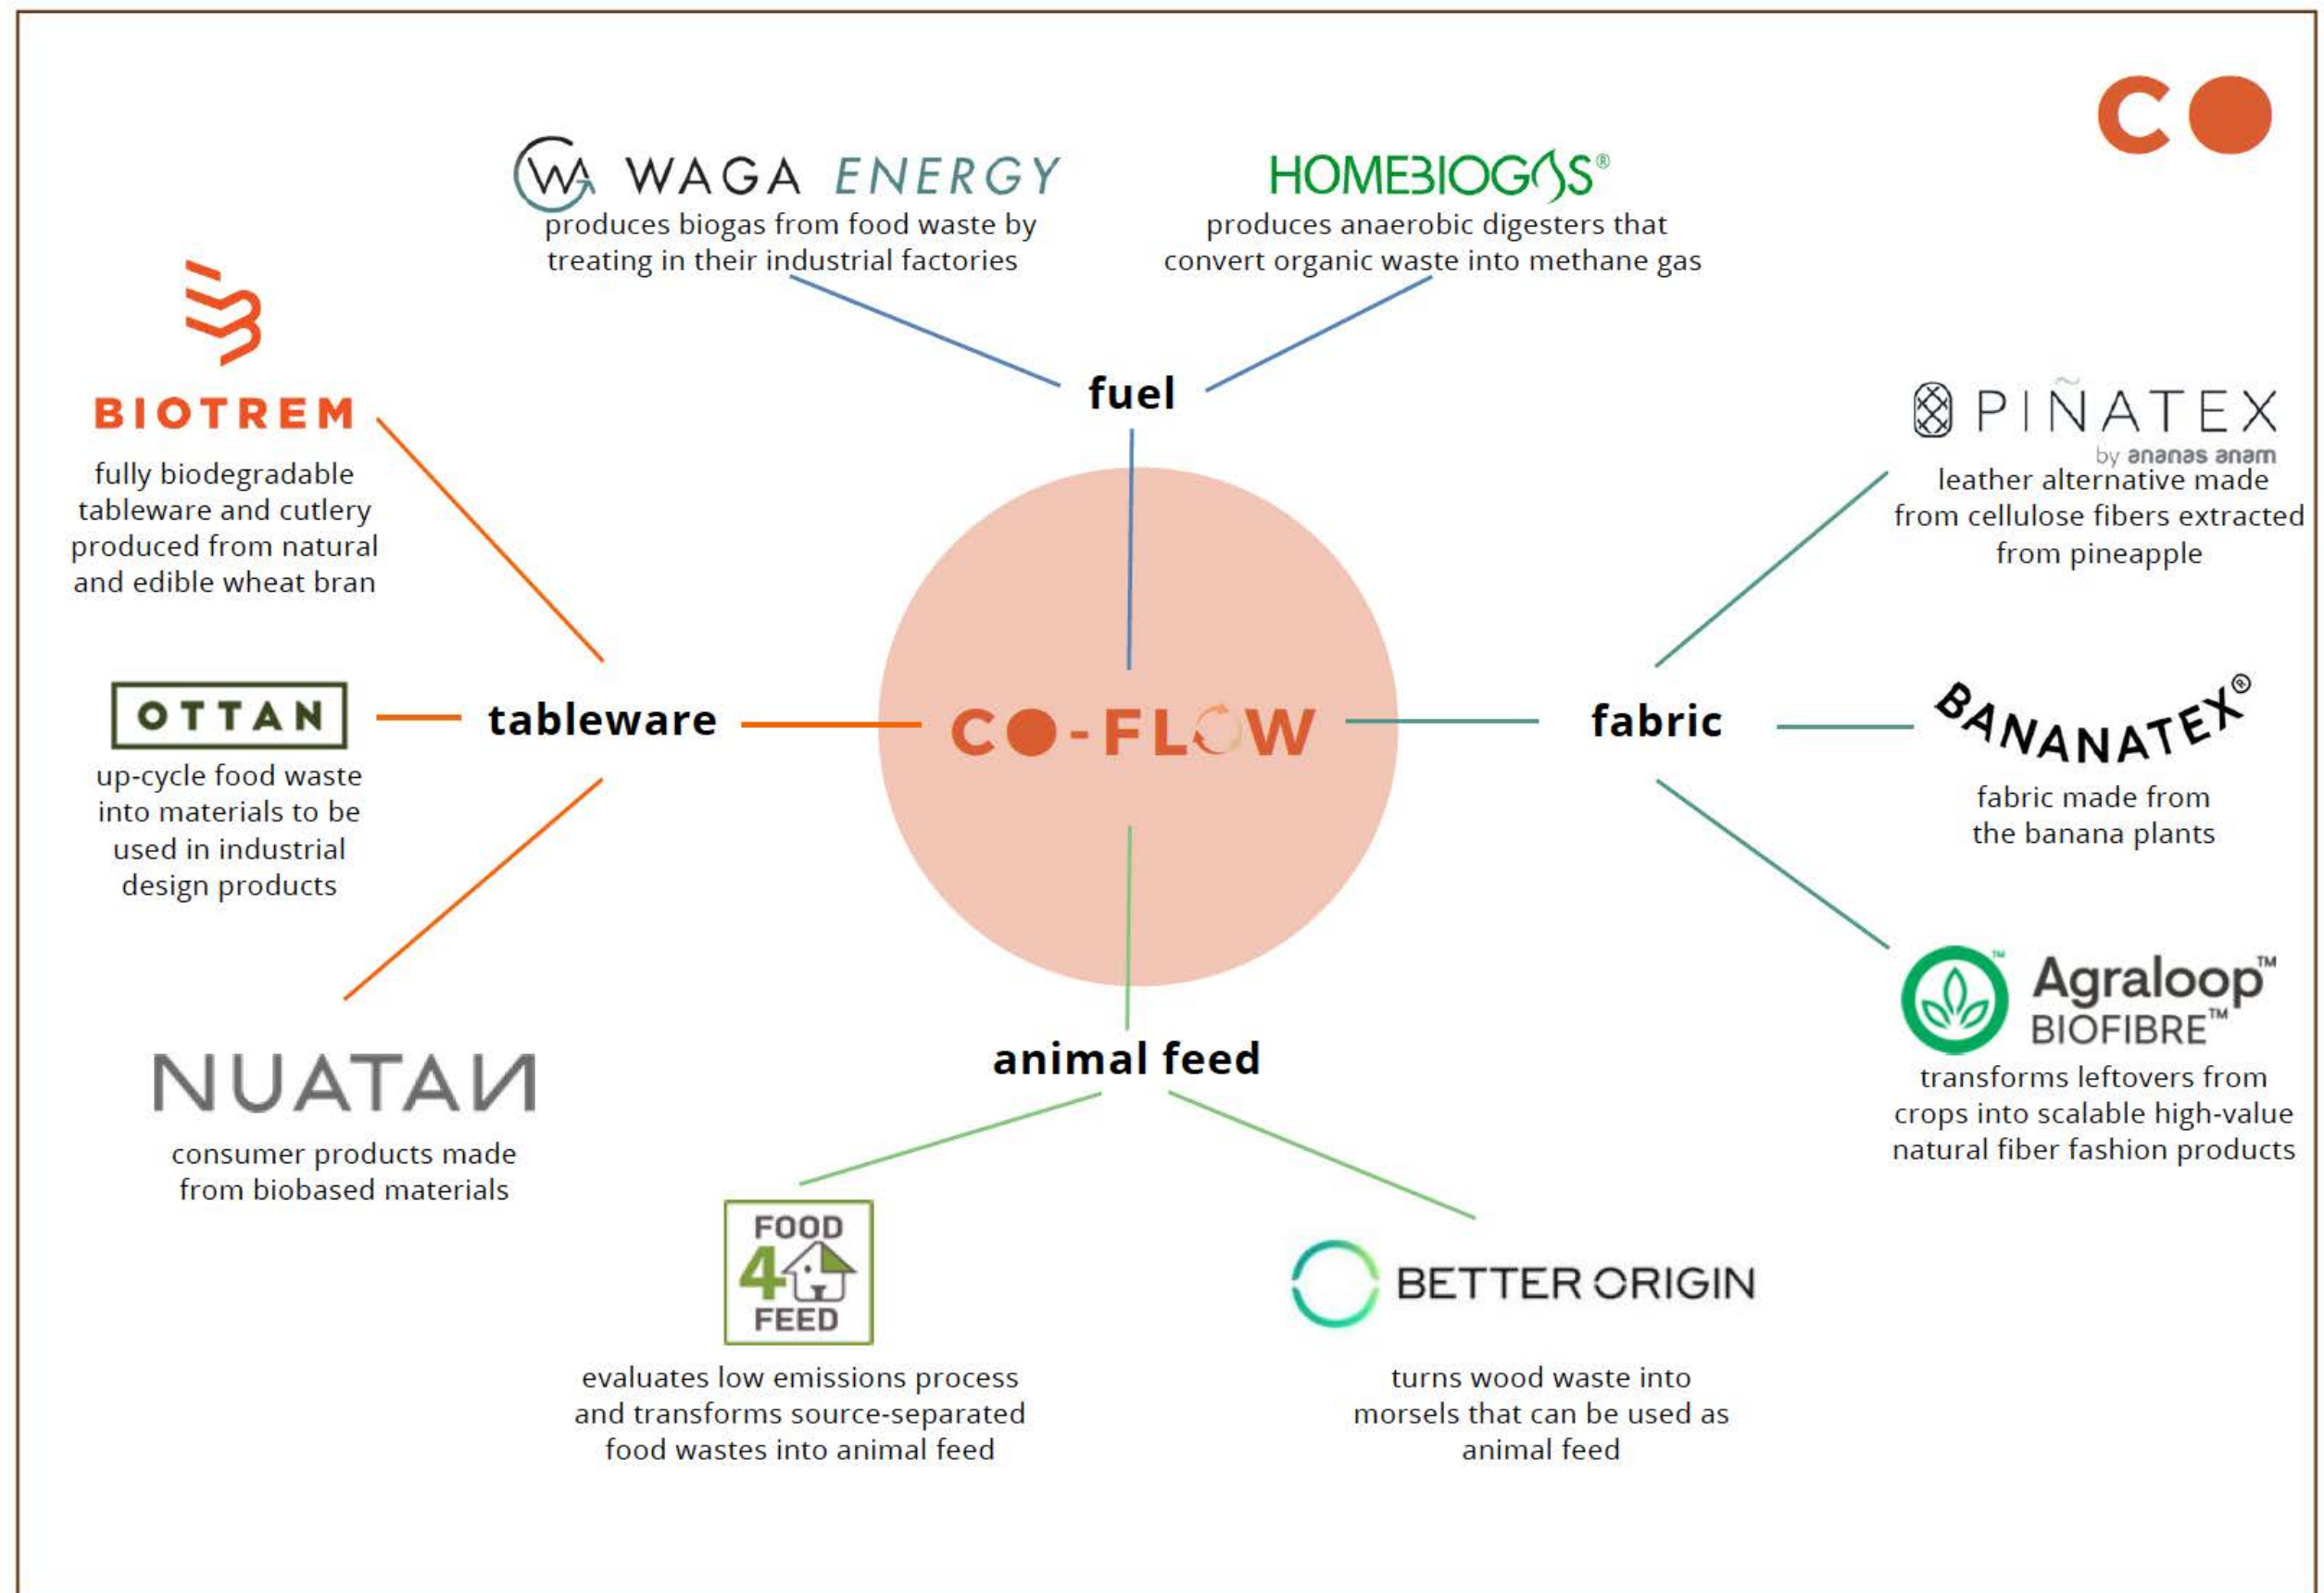 CO
WAGA ENERGY
produces biogas from food waste by
treating in their industrial factories
HOMEBIOGAS®
produces anaerobic digesters that
convert organic waste into methane gas
fuel
BIOTREM
fully biodegradable
tableware and cutlery
produced from natural
and edible wheat bran
PIÑATEX
by ananas anam
leather alternative made
from cellulose fibers extracted
from pineapple
OTTAN
up-cycle food waste
into materials to be
used in industrial
design products
tableware
CO-FLOW
fabric
BANANATEX®
fabric made from
the banana plants
NUATAN
consumer products made
from biobased materials
animal feed
Agraloop™
BIOFIBRE™
transforms leftovers from
crops into scalable high-value
natural fiber fashion products
FOOD
4
FEED
evaluates low emissions process
and transforms source-separated
food wastes into animal feed
BETTER ORIGIN
turns wood waste into
morsels that can be used as
animal feed